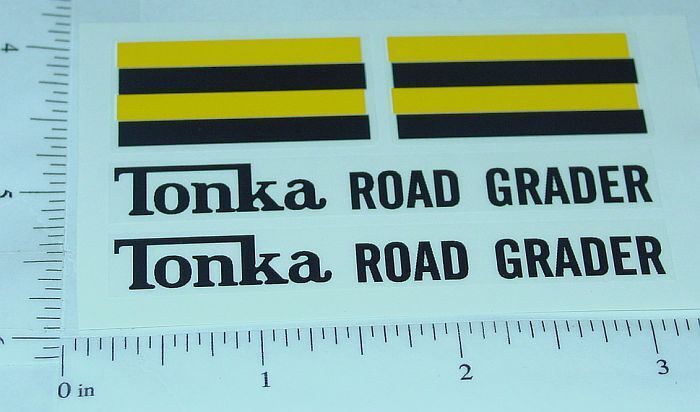 4
5
Tonka ROAD GRADER
Tonka ROAD GRADER
0 in 1 2 3